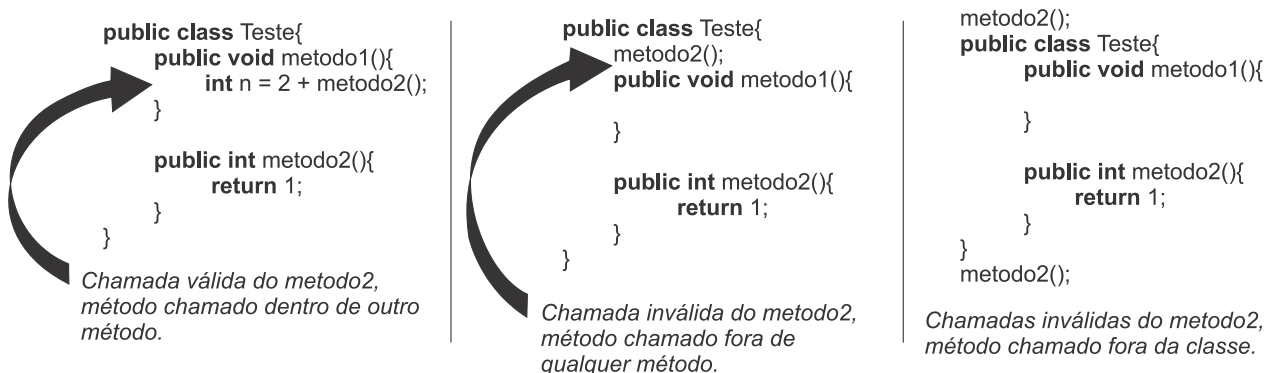 public class Teste{
public void metodo1(){
int n = 2 + metodo2();
}
public int metodo2(){
return 1;
}
}
Chamada válida do metodo2,
método chamado dentro de outro
método.
public class Teste{
metodo2();
public void metodo1(){
}
public int metodo2(){
return 1;
}
}
Chamada inválida do metodo2,
método chamado fora de
qualquer método.
metodo2();
public class Teste{
public void metodo1(){
}
public int metodo2(){
return 1;
}
}
metodo2();
Chamadas inválidas do metodo2,
método chamado fora da classe.